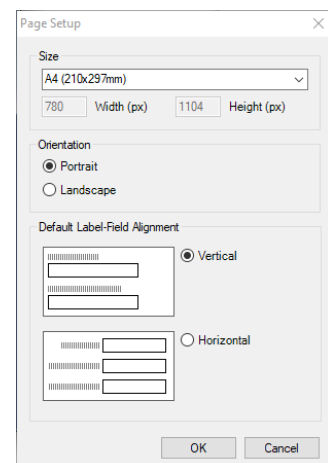 Page Setup
Size
A4 (210x297mm)
780 Width (px) 1104 Height (px)
Orientation
Portrait
Landscape
Default Label-Field Alignment
Vertical
Horizontal
OK Cancel